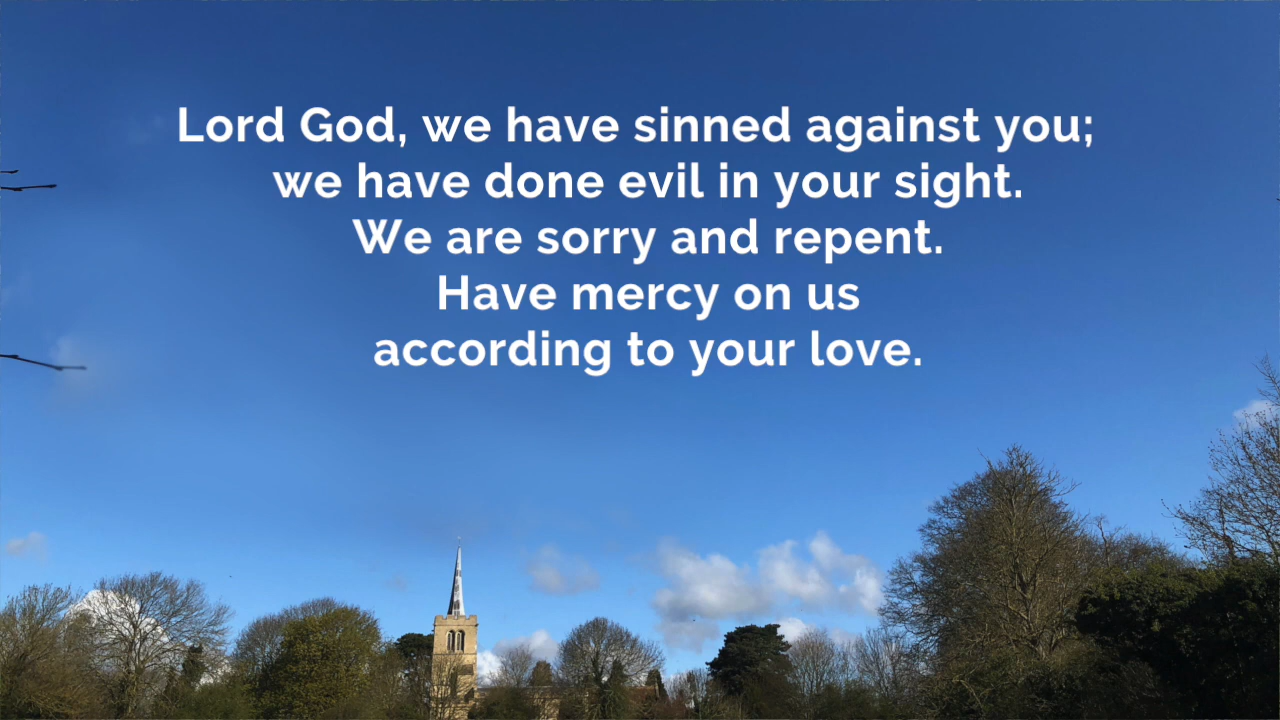 Lord God, we have sinned against you;
we have done evil in your sight.
We are sorry and repent.
Have mercy on us
according to your love.